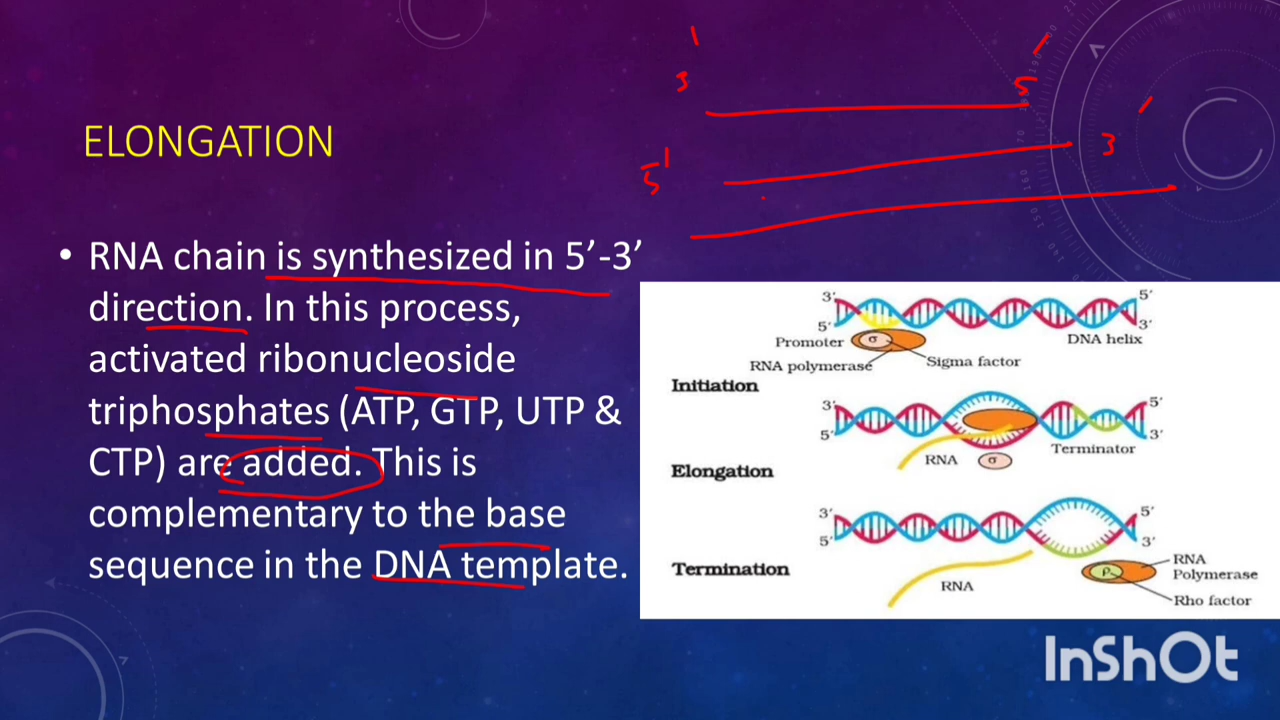 3'
5'
5'
3'
ELONGATION
• RNA chain is synthesized in 5’-3’
direction. In this process,
activated ribonucleoside
triphosphates (ATP, GTP, UTP &
CTP) are added. This is
complementary to the base
sequence in the DNA template.
3' 5'
5' 3'
Promoter DNA helix
RNA polymerase Sigma factor
σ
Initiation
3' 5'
5' 3'
RNA σ Terminator
Elongation
3' 5'
5' 3'
Termination
RNA
ρ
RNA
Polymerase
Rho factor
InShOt